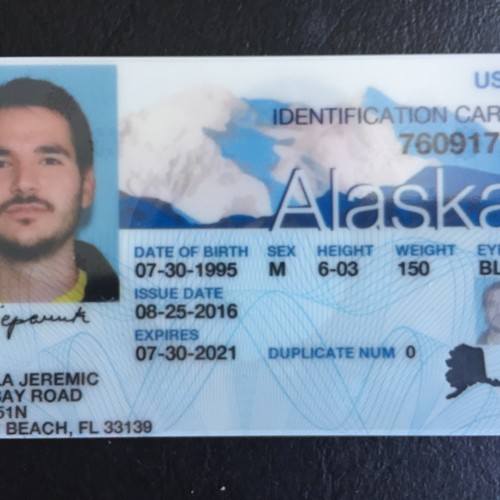 US
IDENTIFICATION CAR
760917
Alaska
DATE OF BIRTH SEX HEIGHT WEIGHT EYE
07-30-1995 M 6-03 150 BL
ISSUE DATE
08-25-2016
EXPIRES
07-30-2021 DUPLICATE NUM 0
LA JEREMIC
BAY ROAD
51N
BEACH, FL 33139